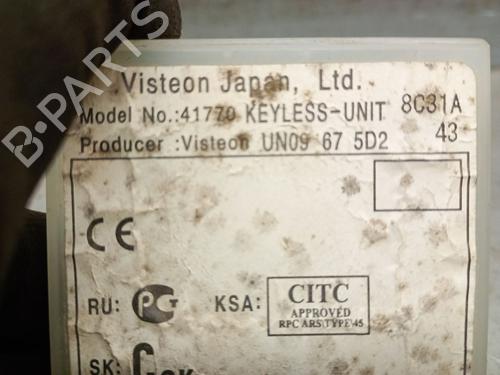 Visteon Japan, Ltd.
Model No.:41770 KEYLESS-UNIT 8C31A
Producer :Visteon UN09 67 5D2 43
CE
RU: KSA: CITC
APPROVED
RPC ARS TYPE 45
SK:
B-PARTS